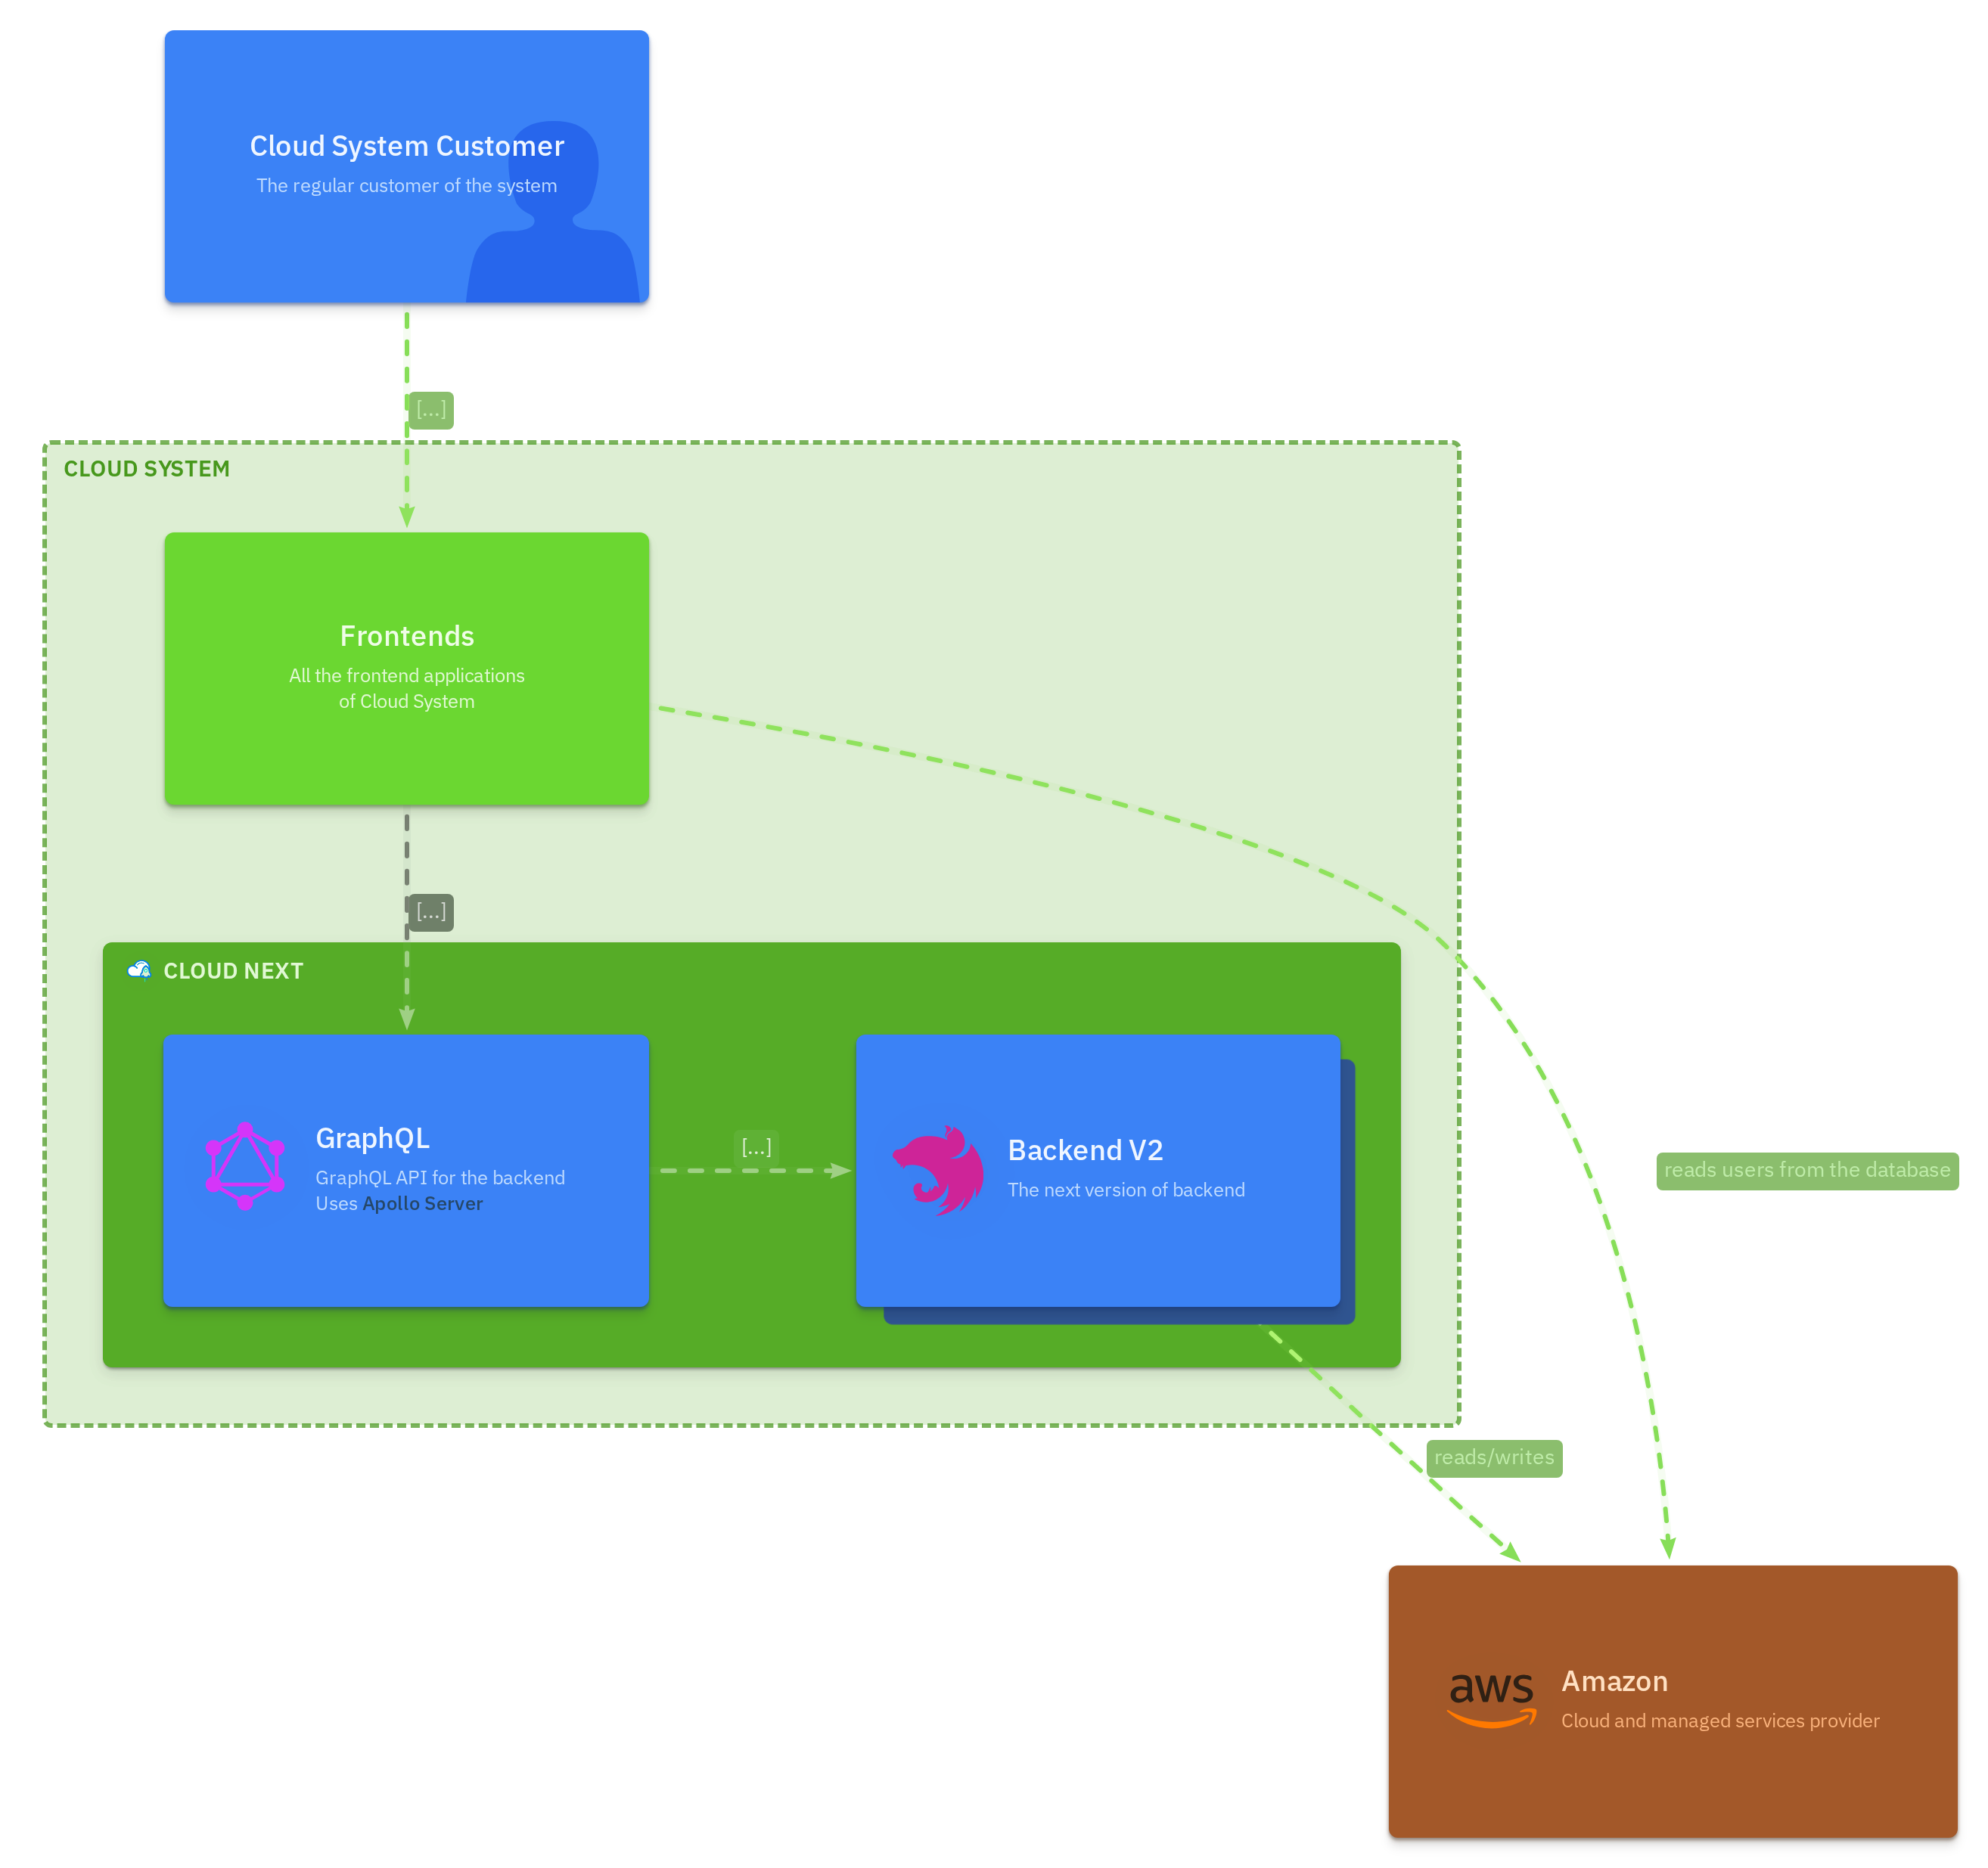 Cloud System Customer
The regular customer of the system
[...]
CLOUD SYSTEM
Frontends
All the frontend applications
of Cloud System
[...]
CLOUD NEXT
GraphQL
GraphQL API for the backend
Uses Apollo Server
[...]
Backend V2
The next version of backend
reads users from the database
reads/writes
aws
Amazon
Cloud and managed services provider